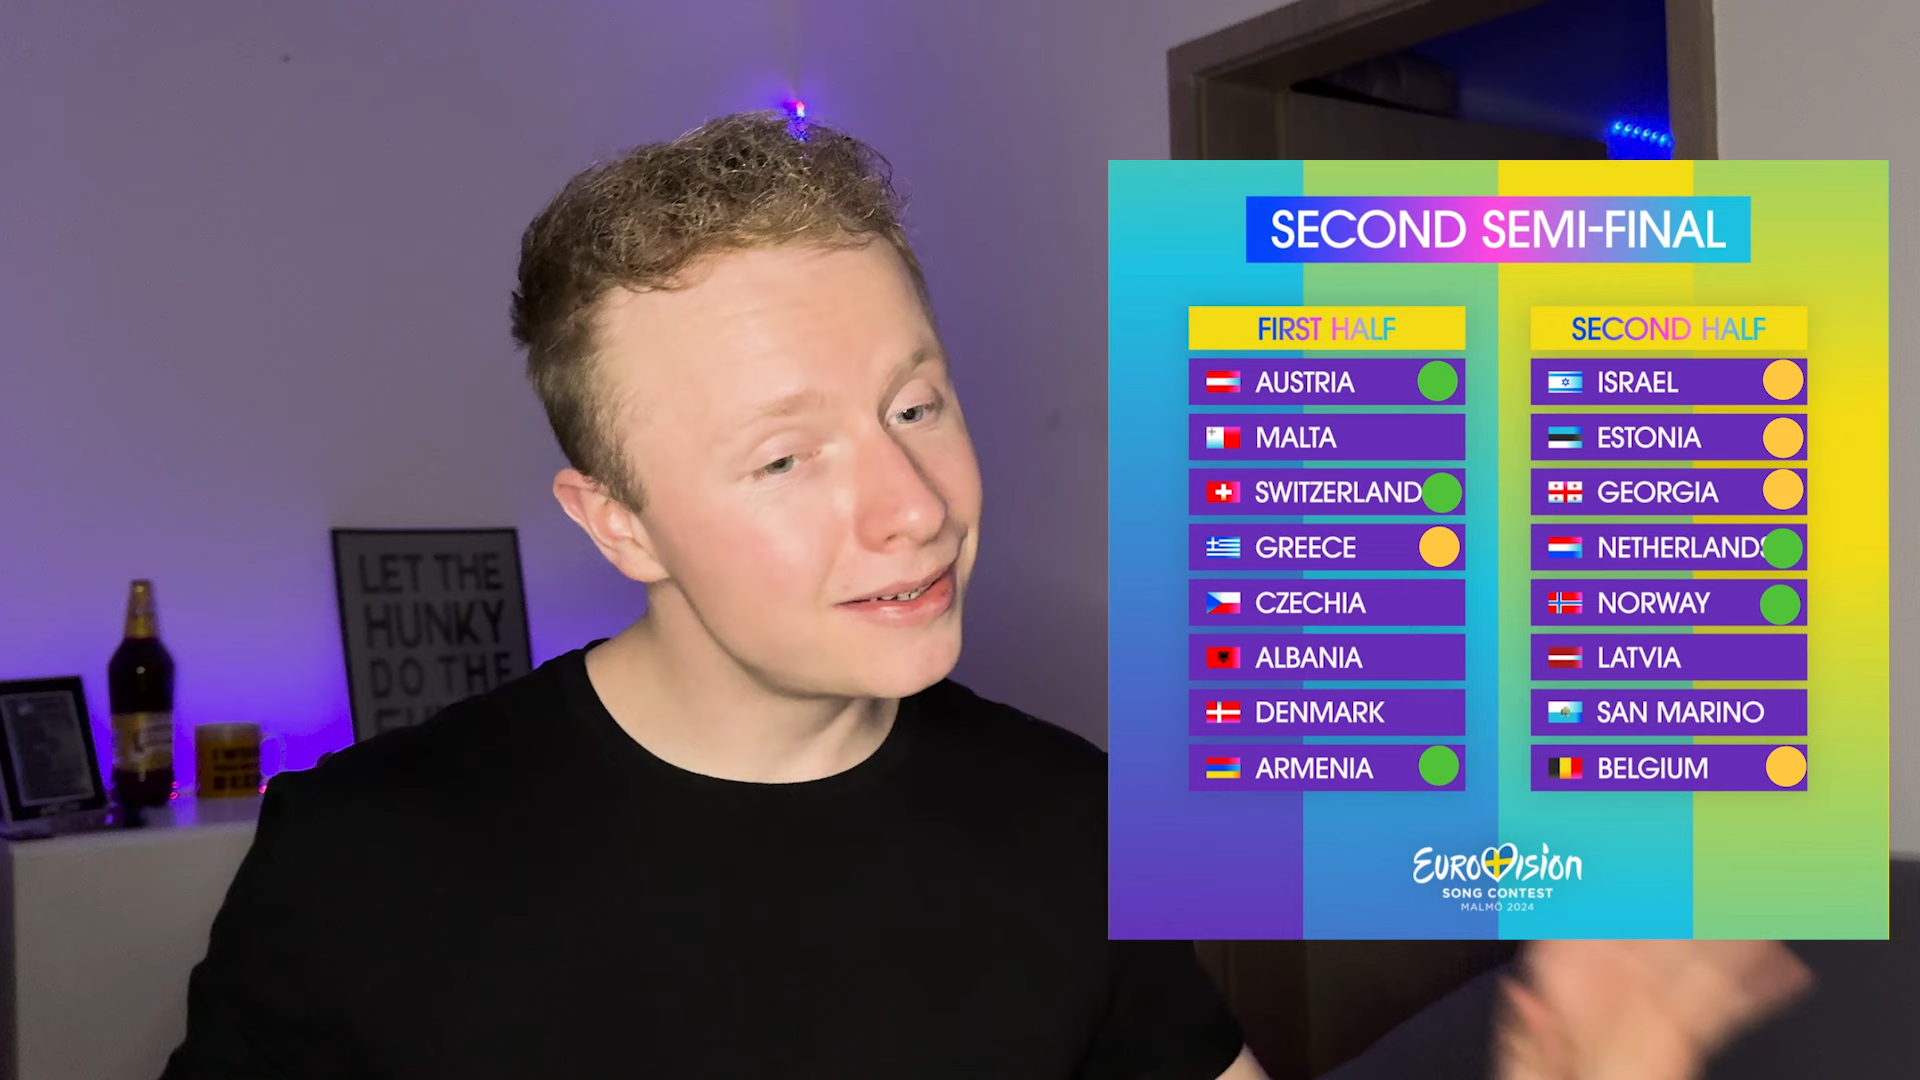 LET THE
HUNKY
DO THE
SECOND SEMI-FINAL
FIRST HALF
AUSTRIA
MALTA
SWITZERLAND
GREECE
CZECHIA
ALBANIA
DENMARK
ARMENIA
SECOND HALF
ISRAEL
ESTONIA
GEORGIA
NETHERLANDS
NORWAY
LATVIA
SAN MARINO
BELGIUM
EUROVISION
SONG CONTEST
MALMÖ 2024